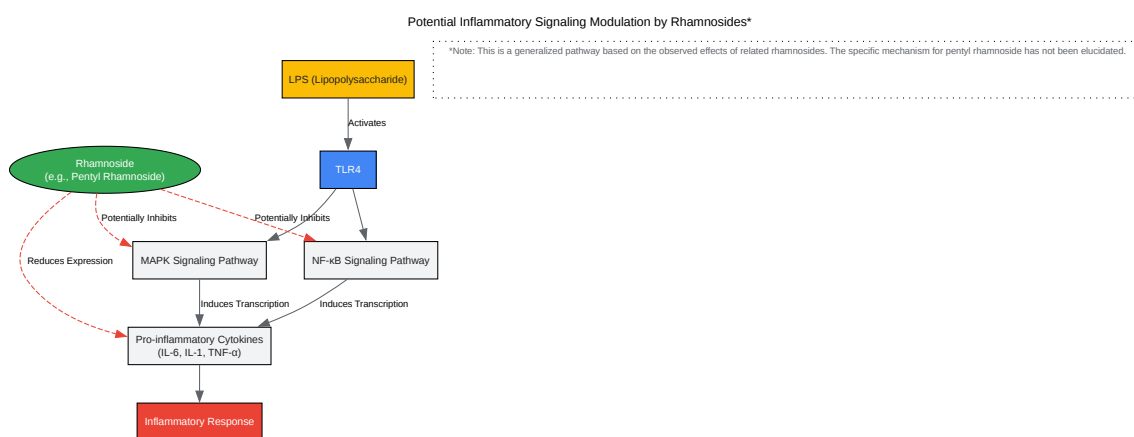 Potential Inflammatory Signaling Modulation by Rhamnosides*
*Note: This is a generalized pathway based on the observed effects of related rhamnosides. The specific mechanism for pentyl rhamnoside has not been elucidated.
LPS (Lipopolysaccharide)
Activates
Rhamnoside
(e.g., Pentyl Rhamnoside)
TLR4
Potentially Inhibits
Potentially Inhibits
Reduces Expression
MAPK Signaling Pathway
NF-κB Signaling Pathway
Induces Transcription
Induces Transcription
Pro-inflammatory Cytokines
(IL-6, IL-1, TNF-α)
Inflammatory Response